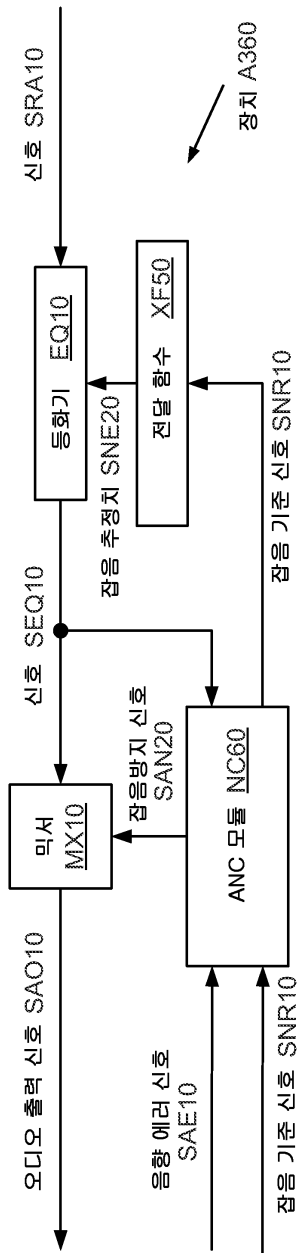 장치 A360
신호 SRA10
등화기 EQ10
전달 함수 XF50
잡음 추정치 SNE20
잡음 기준 신호 SNR10
신호 SEQ10
믹서
MX10
잡음방지 신호
SAN20
ANC 모듈 NC60
오디오 출력 신호 SAO10
음향 에러 신호
SAE10
잡음 기준 신호 SNR10